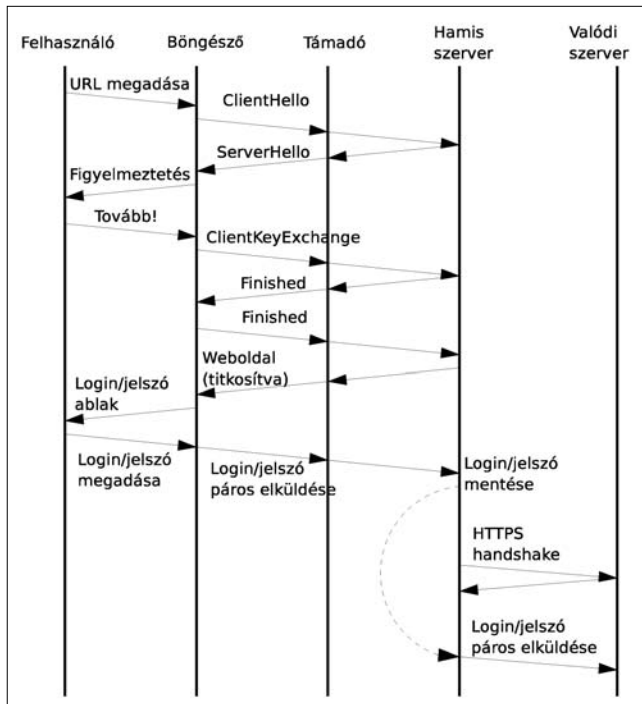 Felhasználó
Böngésző
Támadó
Hamis
szerver
Valódi
szerver
URL megadása
ClientHello
ServerHello
Figyelmeztetés
Tovább!
ClientKeyExchange
Finished
Finished
Weboldal
(titkosítva)
Login/jelszó
ablak
Login/jelszó
megadása
Login/jelszó
páros elküldése
Login/jelszó
mentése
HTTPS
handshake
Login/jelszó
páros elküldése